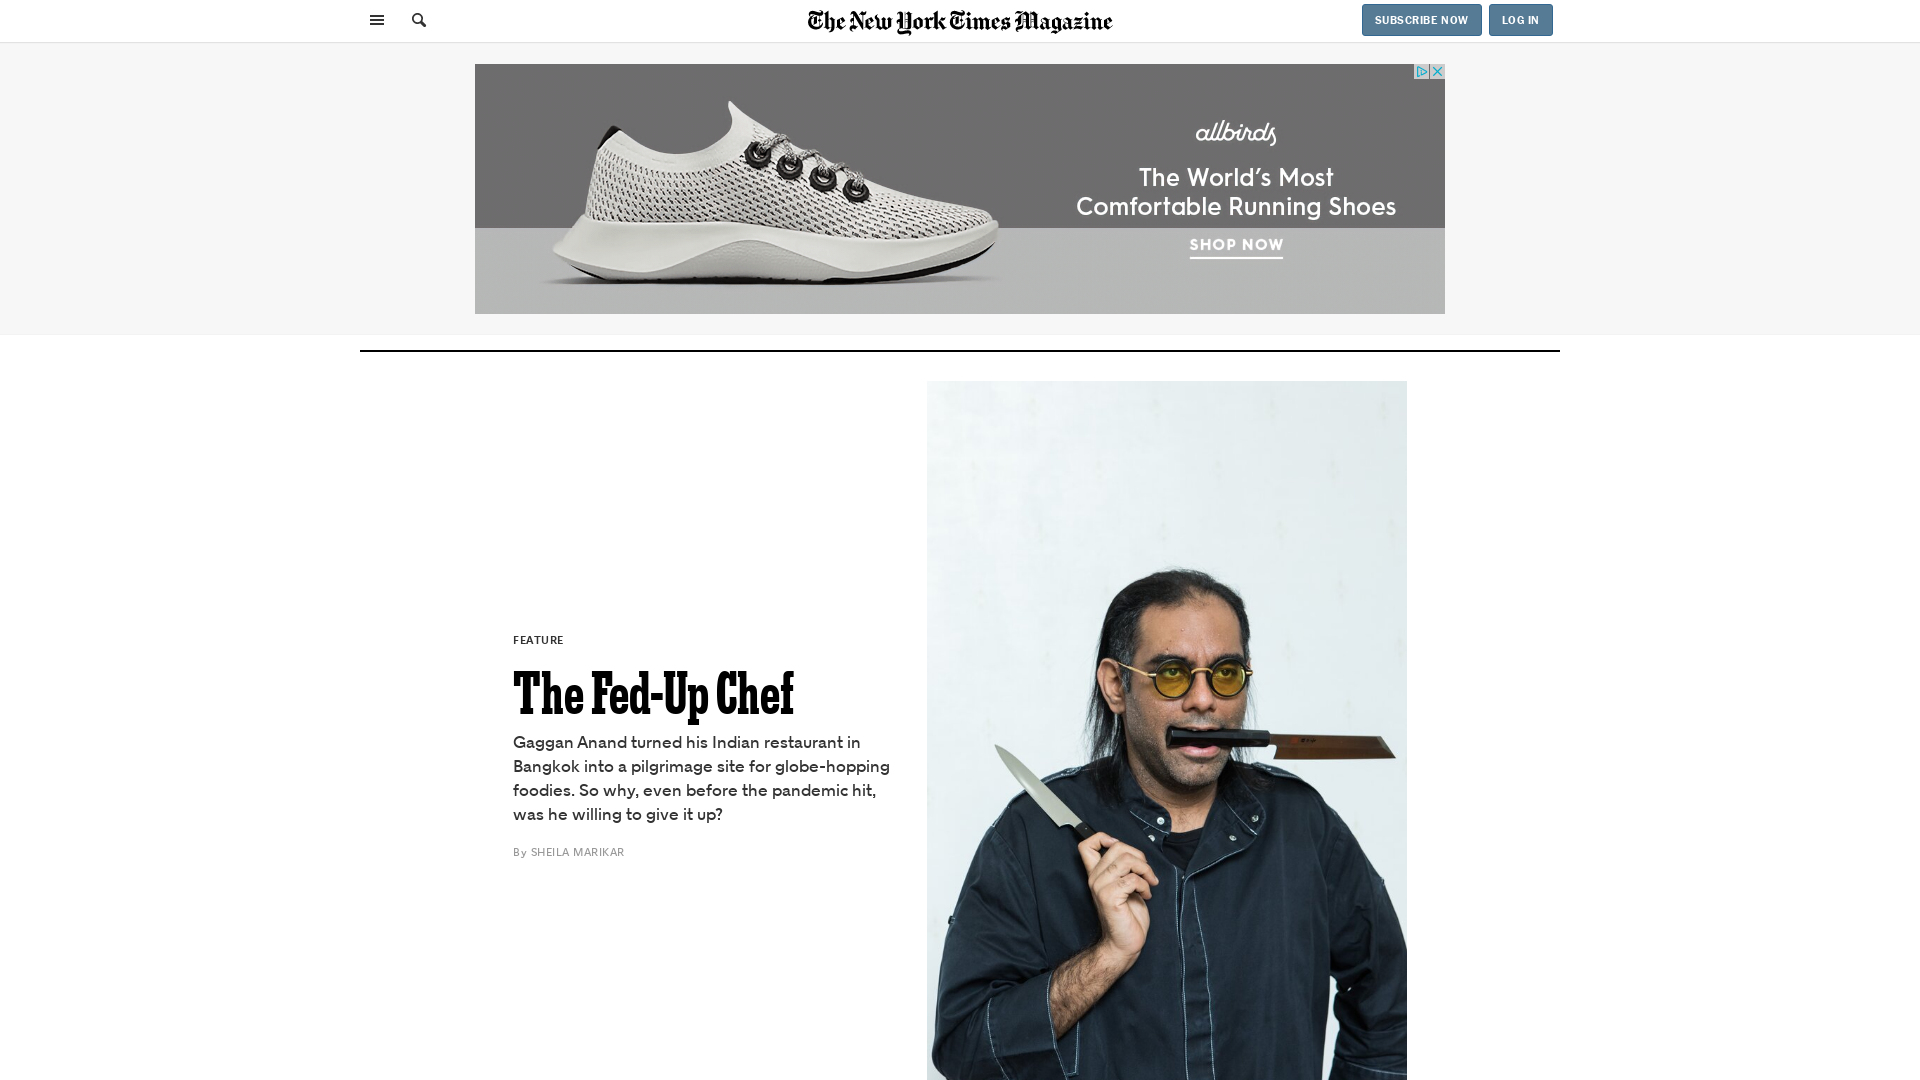 The New York Times Magazine
SUBSCRIBE NOW
LOG IN
allbirds
The World's Most
Comfortable Running Shoes
SHOP NOW
FEATURE
The Fed-Up Chef
Gaggan Anand turned his Indian restaurant in
Bangkok into a pilgrimage site for globe-hopping
foodies. So why, even before the pandemic hit,
was he willing to give it up?
By SHEILA MARIKAR